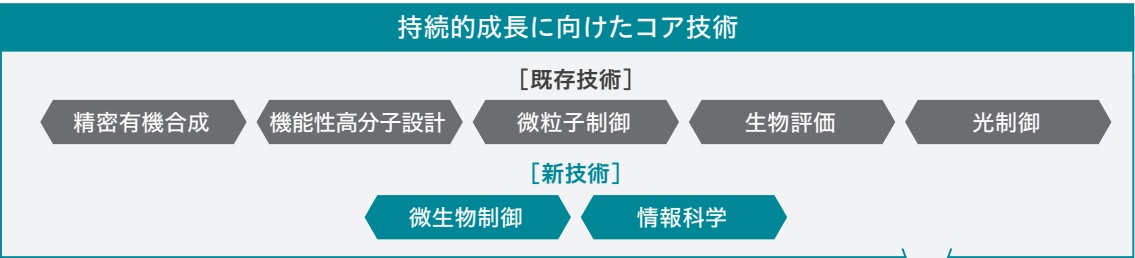 持続的成長に向けたコア技術
［既存技術］
精密有機合成 機能性高分子設計 微粒子制御 生物評価 光制御
［新技術］
微生物制御 情報科学